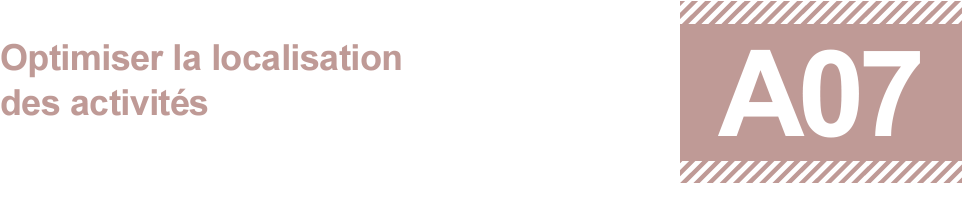 Optimiser la localisation
des activités
A07